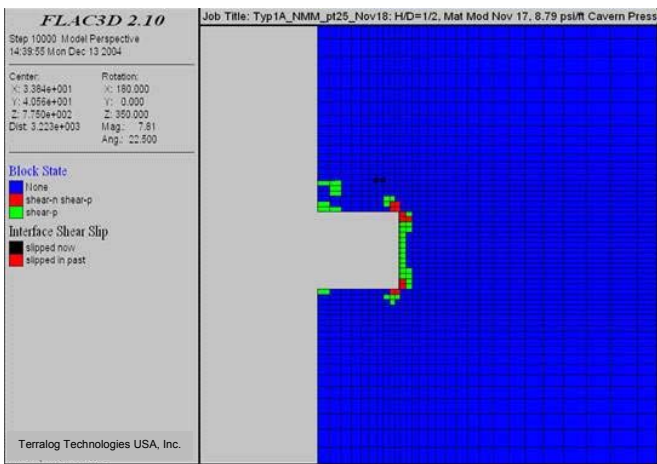 FLAC3D 2.10
Step 10000 Model Perspective
14:39:55 Mon Dec 13 2004
Center: Rotation:
X: 3.384e+001 X: 180.000
Y: 4.056e+001 Y: 0.000
Z: 7.750e+002 Z: 350.000
Dist: 3.223e+003 Mag.: 7.81
Ang.: 22.500
Block State
None
shear-n shear-p
shear-p
Interface Shear Slip
slipped now
slipped in past
Terralog Technologies USA, Inc.
Job Title: Typ1A_NMM_pt25_Nov18: H/D=1/2, Mat Mod Nov 17, 8.79 psi/ft Cavern Press